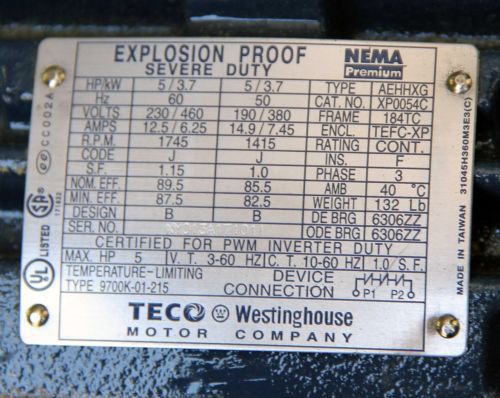 EXPLOSION PROOF
SEVERE DUTY
NEMA
Premium
HP/kW 5 / 3.7 5 / 3.7 TYPE AEHHXG
Hz 60 50 CAT. NO. XP0054C
VOLTS 230 / 460 190 / 380 FRAME 184TC
AMPS 12.5 / 6.25 14.9 / 7.45 ENCL. TEFC-XP
R.P.M. 1745 1415 RATING CONT.
CODE J J INS. F
S.F. 1.15 1.0 PHASE 3
NOM. EFF. 89.5 85.5 AMB 40 °C
MIN. EFF. 87.5 82.5 WEIGHT 132 Lb
DESIGN B B DE BRG 6306ZZ
SER. NO. ODE BRG 6306ZZ
CERTIFIED FOR PWM INVERTER DUTY
MAX. HP 5 V. T. 3-60 HZ C. T. 10-60 HZ 1.0 S.F.
TEMPERATURE-LIMITING
TYPE 9700K-01-215
DEVICE
CONNECTION
P1 P2
TECO W Westinghouse
MOTOR COMPANY
UL LISTED
SA
171822
CC002A
MADE IN TAIWAN 31045H360M3E3(C)